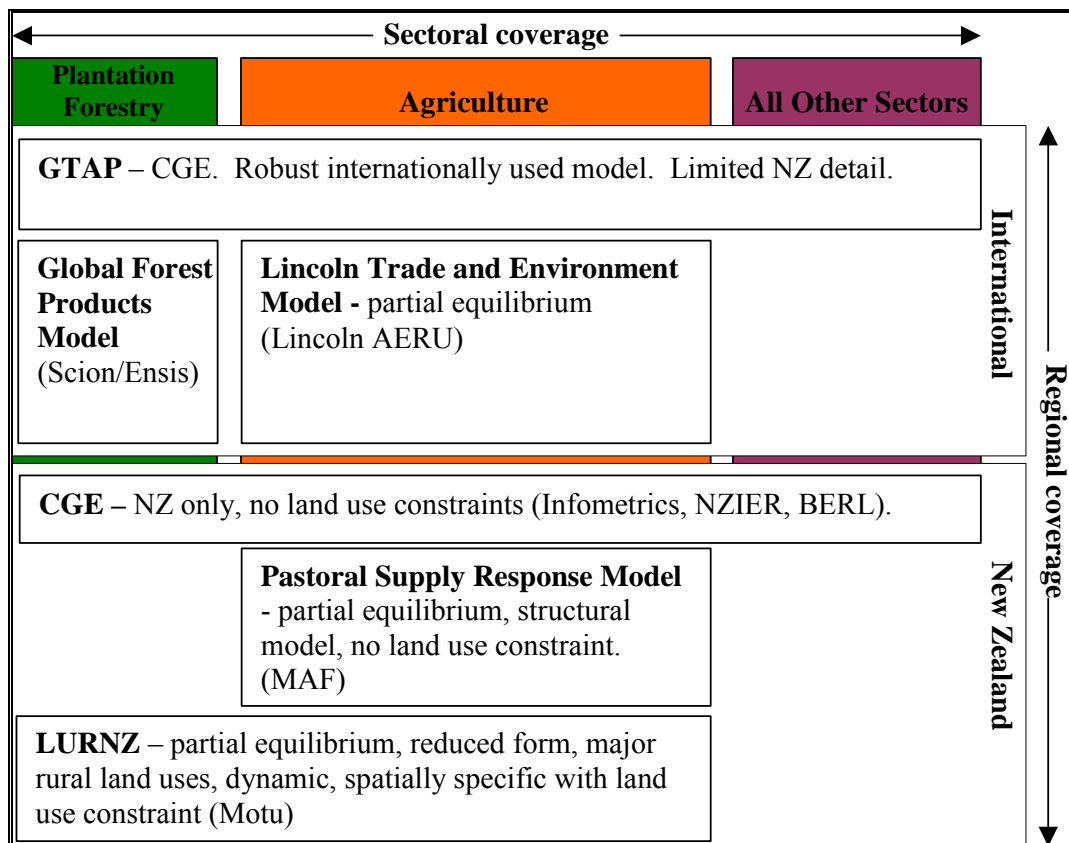 Sectoral coverage
Plantation
Forestry
Agriculture
All Other Sectors
GTAP – CGE. Robust internationally used model. Limited NZ detail.
Global Forest
Products
Model
(Scion/Ensis)
Lincoln Trade and Environment
Model - partial equilibrium
(Lincoln AERU)
International
Regional coverage
CGE – NZ only, no land use constraints (Infometrics, NZIER, BERL).
Pastoral Supply Response Model
- partial equilibrium, structural
model, no land use constraint.
(MAF)
New Zealand
LURNZ – partial equilibrium, reduced form, major
rural land uses, dynamic, spatially specific with land
use constraint (Motu)